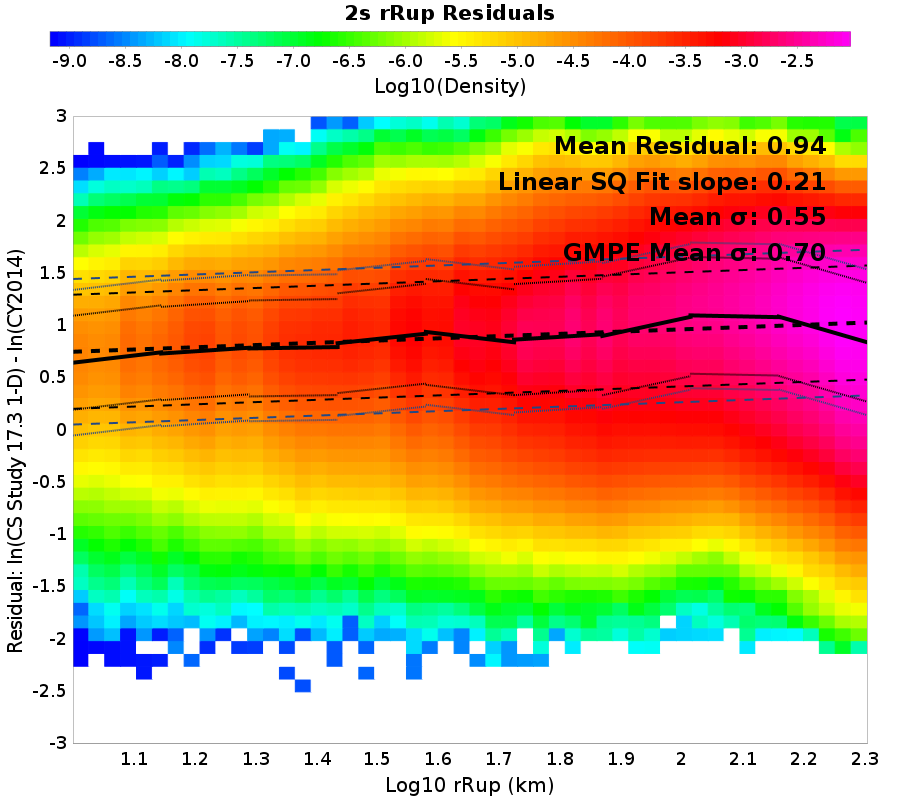 2s rRup Residuals
-9.0 -8.5 -8.0 -7.5 -7.0 -6.5 -6.0 -5.5 -5.0 -4.5 -4.0 -3.5 -3.0 -2.5
Log10(Density)
Mean Residual: 0.94
Linear SQ Fit slope: 0.21
Mean σ: 0.55
GMPE Mean σ: 0.70
3
2.5
2
1.5
1
0.5
0
-0.5
-1
-1.5
-2
-2.5
-3
Residual: ln(CS Study 17.3 1-D) - ln(CY2014)
1.1 1.2 1.3 1.4 1.5 1.6 1.7 1.8 1.9 2 2.1 2.2 2.3
Log10 rRup (km)